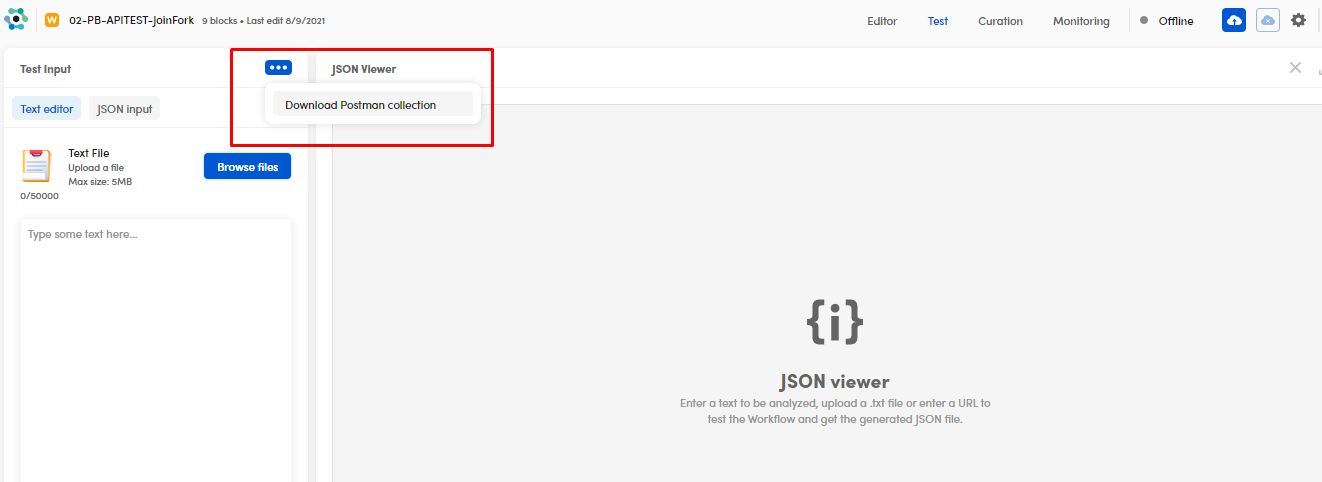 W 02-PB-APITEST-JoinFork 9 blocks • Last edit 8/9/2021 Editor Test Curation Monitoring Offline
Test Input
JSON Viewer
Download Postman collection
Text editor JSON input
Text File
Upload a file
Max size: 5MB
Browse files
0/50000
Type some text here...
{i}
JSON viewer
Enter a text to be analyzed, upload a .txt file or enter a URL to
test the Workflow and get the generated JSON file.